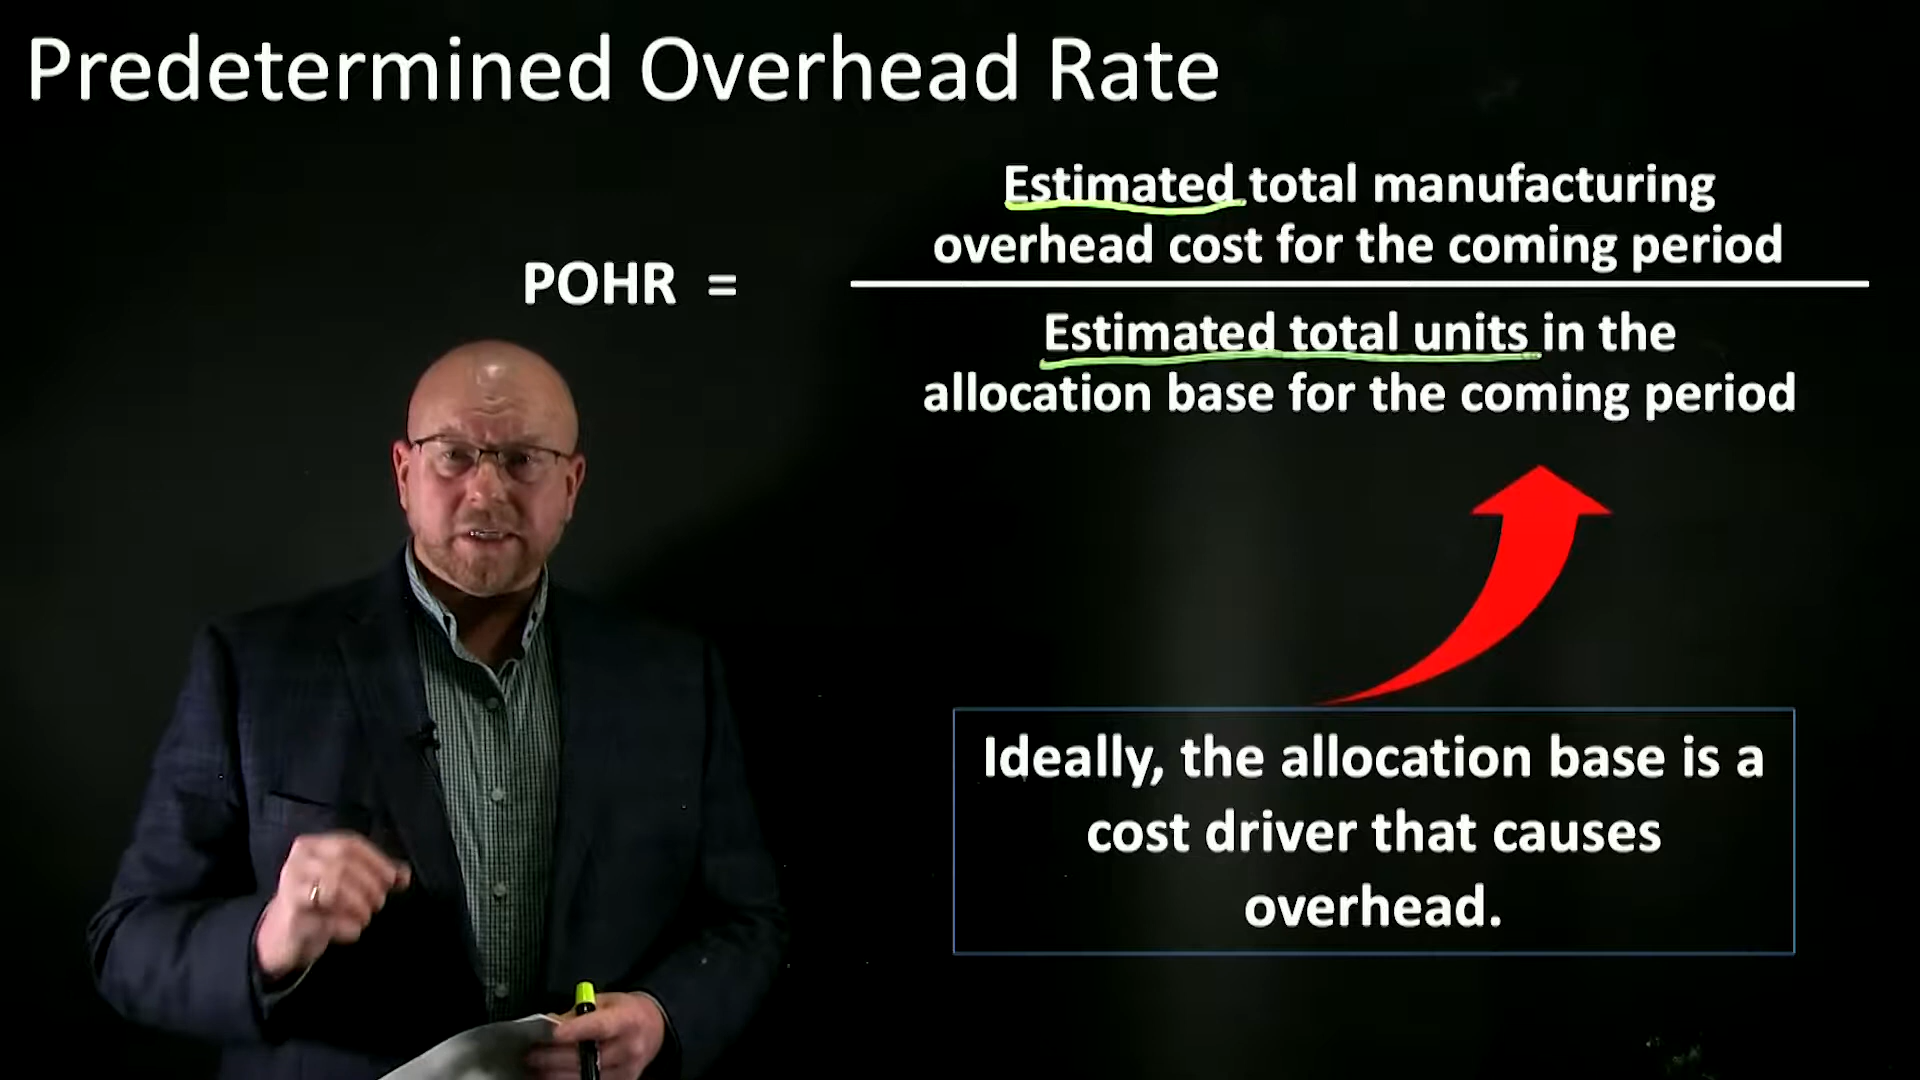 Predetermined Overhead Rate
Estimated total manufacturing
overhead cost for the coming period
POHR =
Estimated total units in the
allocation base for the coming period
Ideally, the allocation base is a
cost driver that causes
overhead.